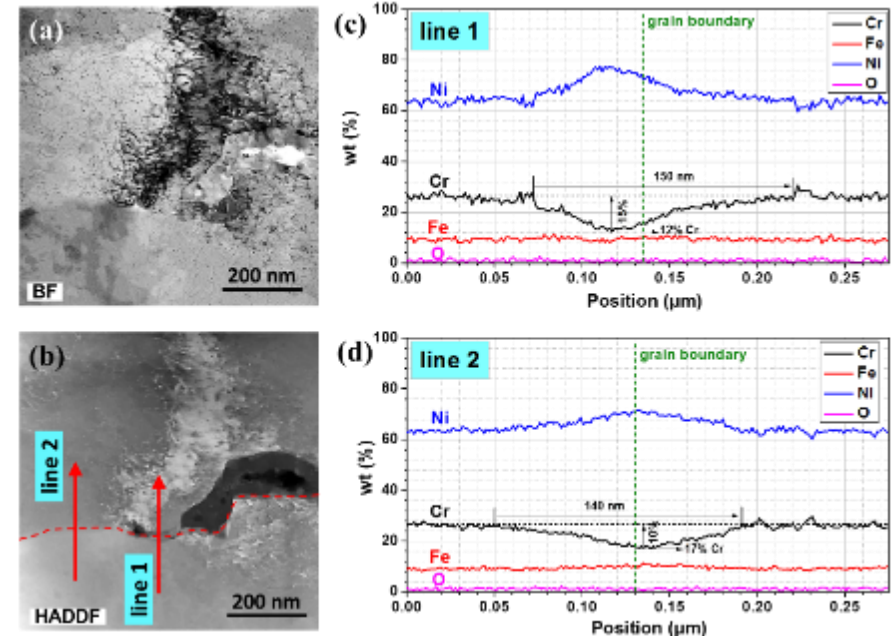 (a)
BF
200 nm
(c)
line 1
grain boundary
Cr
Fe
Ni
O
Ni
Cr
Fe
O
150 nm
15%
12% Cr
wt (%)
100
80
60
40
20
0
0.00 0.05 0.10 0.15 0.20 0.25
Position (µm)
(b)
line 2
line 1
HADDF
200 nm
(d)
line 2
grain boundary
Cr
Fe
Ni
O
Ni
Cr
Fe
O
140 nm
10%
17% Cr
wt (%)
100
80
60
40
20
0
0.00 0.05 0.10 0.15 0.20 0.25
Position (µm)